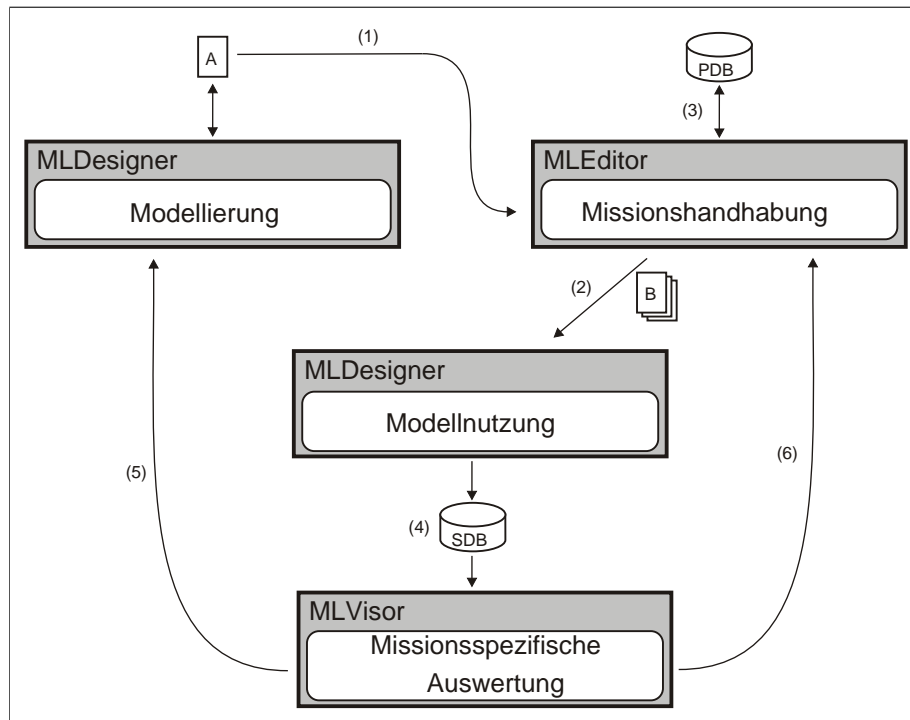 (1)
A
PDB
(3)
MLDesigner
Modellierung
MLEditor
Missionshandhabung
(2)
B
MLDesigner
Modellnutzung
(5)
(6)
(4)
SDB
MLVisor
Missionsspezifische
Auswertung